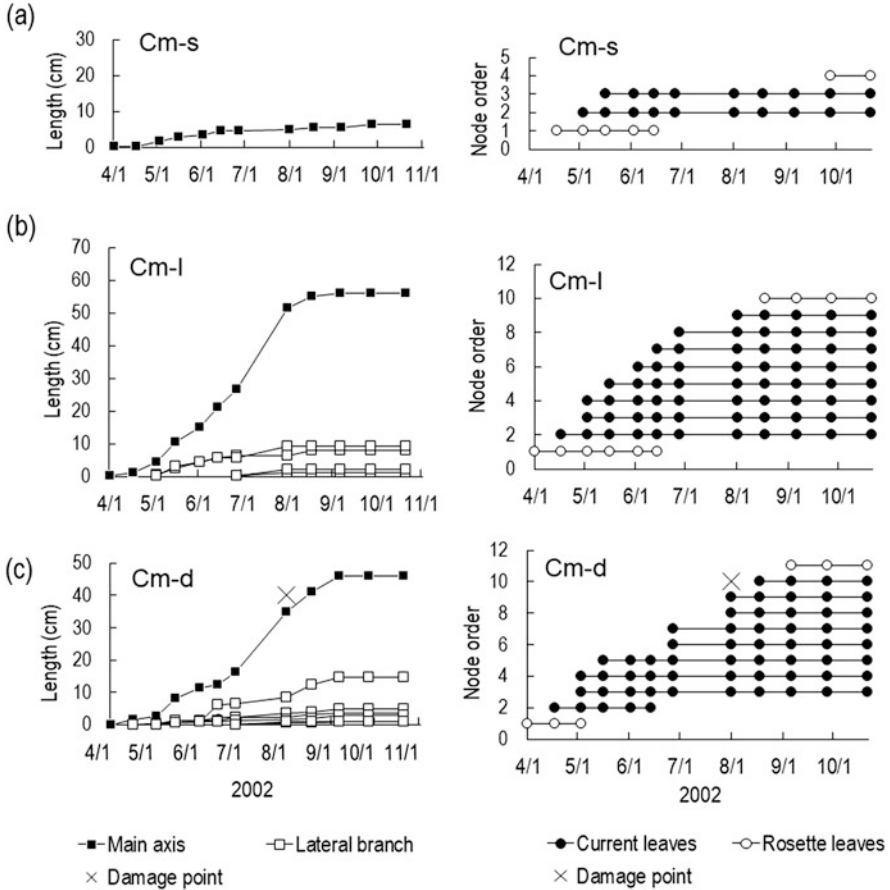 (a)
Cm-s
Length (cm)
30
20
10
0
4/1 5/1 6/1 7/1 8/1 9/1 10/1 11/1
Cm-s
Node order
5
4
3
2
1
0
4/1 5/1 6/1 7/1 8/1 9/1 10/1
(b)
Cm-l
Length (cm)
70
60
50
40
30
20
10
0
4/1 5/1 6/1 7/1 8/1 9/1 10/1 11/1
Cm-l
Node order
12
10
8
6
4
2
0
4/1 5/1 6/1 7/1 8/1 9/1 10/1
(c)
Cm-d
Length (cm)
50
40
30
20
10
0
4/1 5/1 6/1 7/1 8/1 9/1 10/1 11/1
2002
Cm-d
Node order
12
10
8
6
4
2
0
4/1 5/1 6/1 7/1 8/1 9/1 10/1
2002
Main axis Lateral branch
Damage point
Current leaves Rosette leaves
Damage point